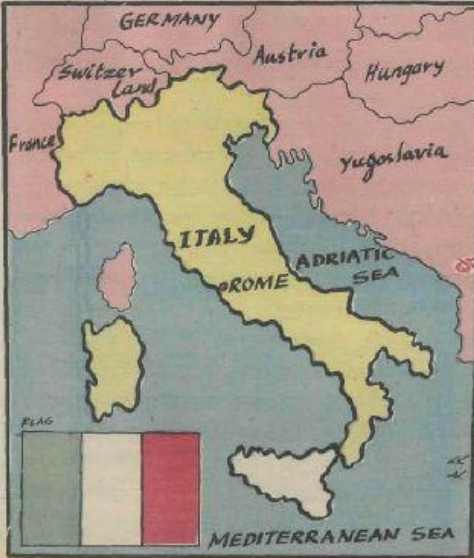 GERMANY
Austria
Switzer
land
Hungary
France
Yugoslavia
ITALY
ADRIATIC
SEA
ROME
FLAG
MEDITERRANEAN SEA